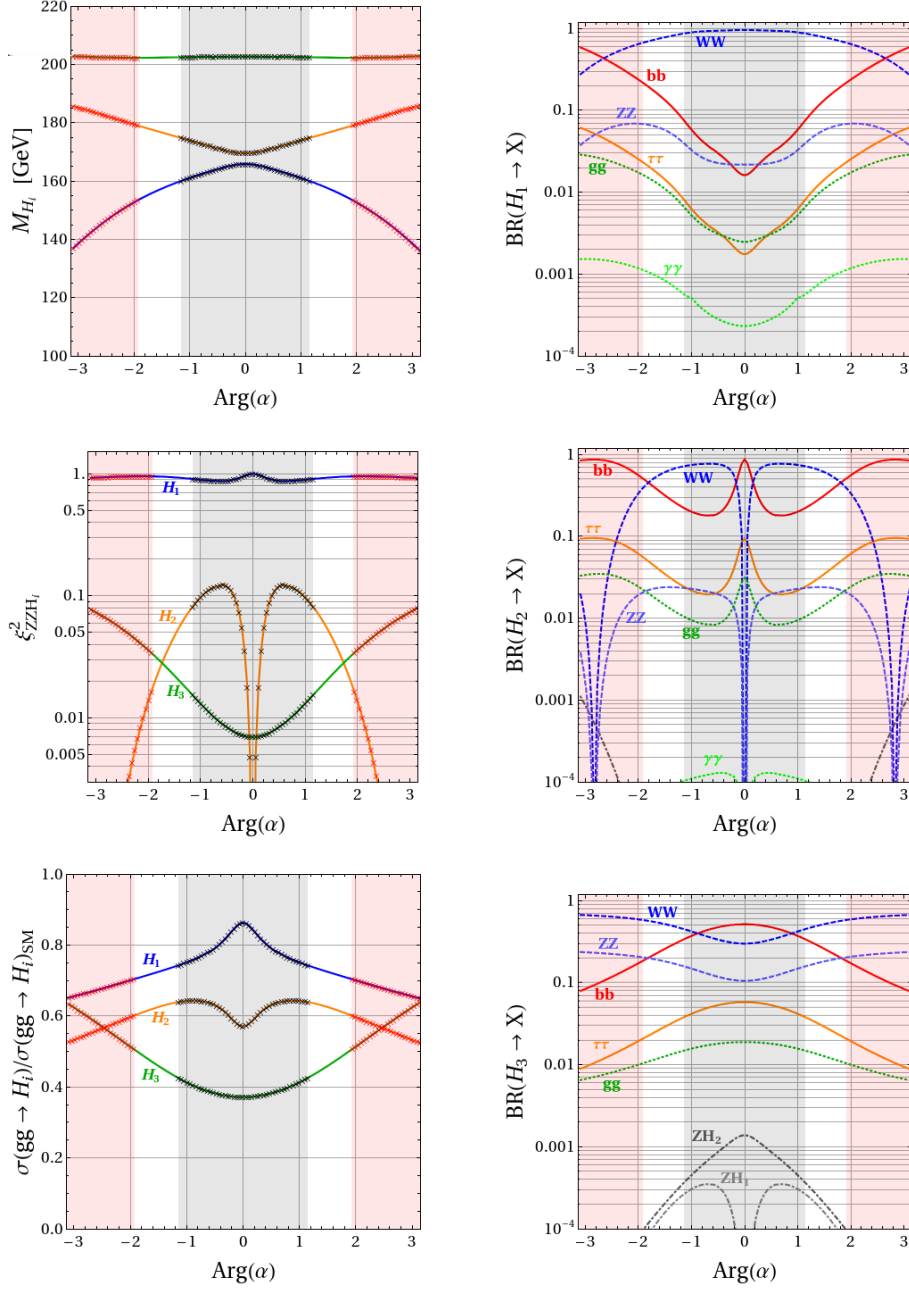 220
200
180
160
140
120
100
M_{H_i} [GeV]
−3 −2 −1 0 1 2 3
Arg(α)
1
0.1
0.01
0.001
10^{−4}
BR(H_1 → X)
WW
bb
ZZ
ττ
gg
γγ
−3 −2 −1 0 1 2 3
Arg(α)
1.
0.5
0.1
0.05
0.01
0.005
ξ^2_{ZZH_i}
H_1
H_2
H_3
−3 −2 −1 0 1 2 3
Arg(α)
1
0.1
0.01
0.001
10^{−4}
BR(H_2 → X)
bb
WW
ττ
ZZ
gg
γγ
−3 −2 −1 0 1 2 3
Arg(α)
1.0
0.8
0.6
0.4
0.2
0.0
σ(gg → H_i)/σ(gg → H_i)_{SM}
H_1
H_2
H_3
−3 −2 −1 0 1 2 3
Arg(α)
1
0.1
0.01
0.001
10^{−4}
BR(H_3 → X)
WW
ZZ
bb
ττ
gg
ZH_2
ZH_1
−3 −2 −1 0 1 2 3
Arg(α)